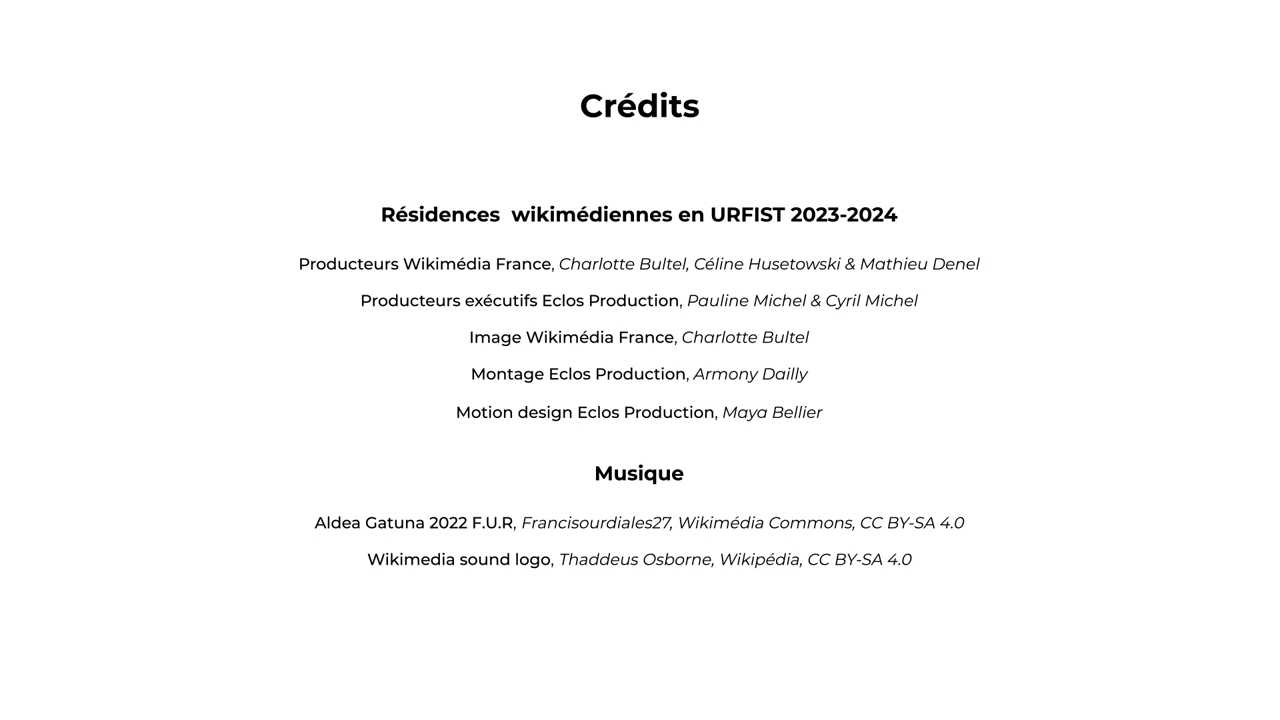 Crédits
Résidences wikimédiennes en URFIST 2023-2024
Producteurs Wikimédia France, Charlotte Bultel, Céline Husetowski & Mathieu Denel
Producteurs exécutifs Eclos Production, Pauline Michel & Cyril Michel
Image Wikimédia France, Charlotte Bultel
Montage Eclos Production, Armony Dailly
Motion design Eclos Production, Maya Bellier
Musique
Aldea Gatuna 2022 F.U.R, Francisourdiales27, Wikimédia Commons, CC BY-SA 4.0
Wikimedia sound logo, Thaddeus Osborne, Wikipédia, CC BY-SA 4.0